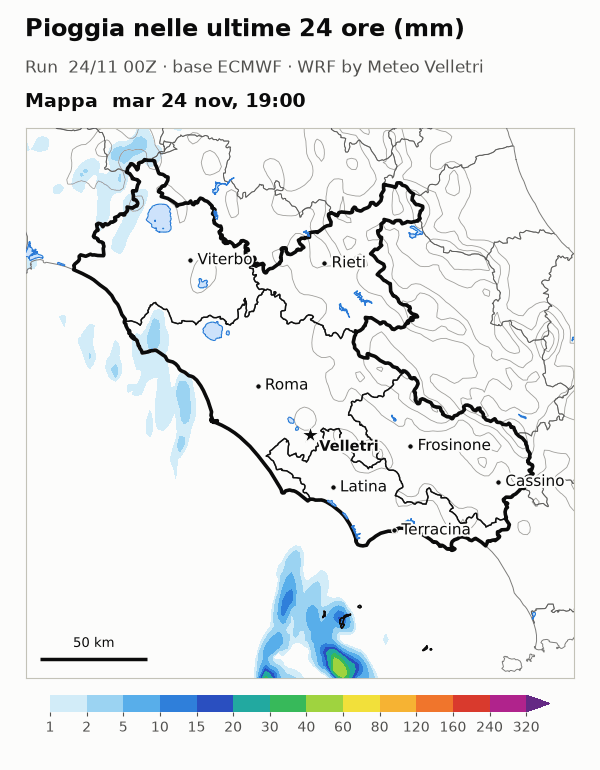 Pioggia nelle ultime 24 ore (mm)
Run  24/11 00Z · base ECMWF · WRF by Meteo Velletri
Mappa  mar 24 nov, 19:00
Viterbo
Rieti
Roma
Velletri
Frosinone
Cassino
Latina
Terracina
50 km
1 2 5 10 15 20 30 40 60 80 120 160 240 320